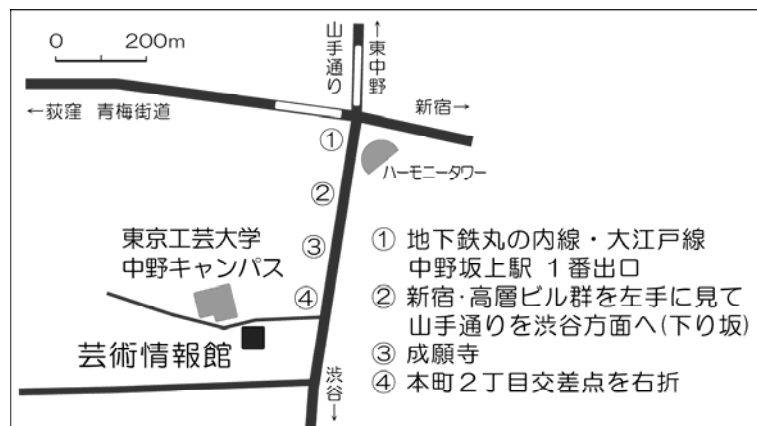 0 200m
山手通り
↑東中野
←荻窪 青梅街道
新宿→
①
ハーモニータワー
②
東京工芸大学
中野キャンパス
③
④
芸術情報館
渋谷↓
① 地下鉄丸の内線・大江戸線
中野坂上駅 1番出口
② 新宿・高層ビル群を左手に見て
山手通りを渋谷方面へ(下り坂)
③ 成願寺
④ 本町2丁目交差点を右折